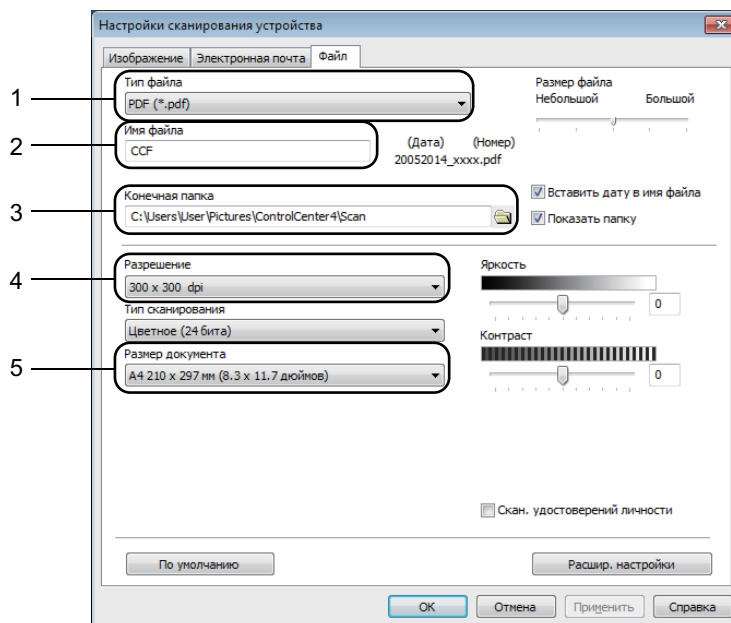 Настройки сканирования устройства
Изображение Электронная почта Файл
1
Тип файла
PDF (*.pdf)
Размер файла
Небольшой Большой
2
Имя файла
CCF
(Дата) (Номер)
20052014_xxxx.pdf
3
Конечная папка
C:\Users\User\Pictures\ControlCenter4\Scan
Вставить дату в имя файла
Показать папку
4
Разрешение
300 x 300 dpi
Тип сканирования
Цветное (24 бита)
5
Размер документа
A4 210 x 297 мм (8.3 x 11.7 дюймов)
Яркость
0
Контраст
0
Скан. удостоверений личности
По умолчанию Расшир. настройки
OK Отмена Применить Справка